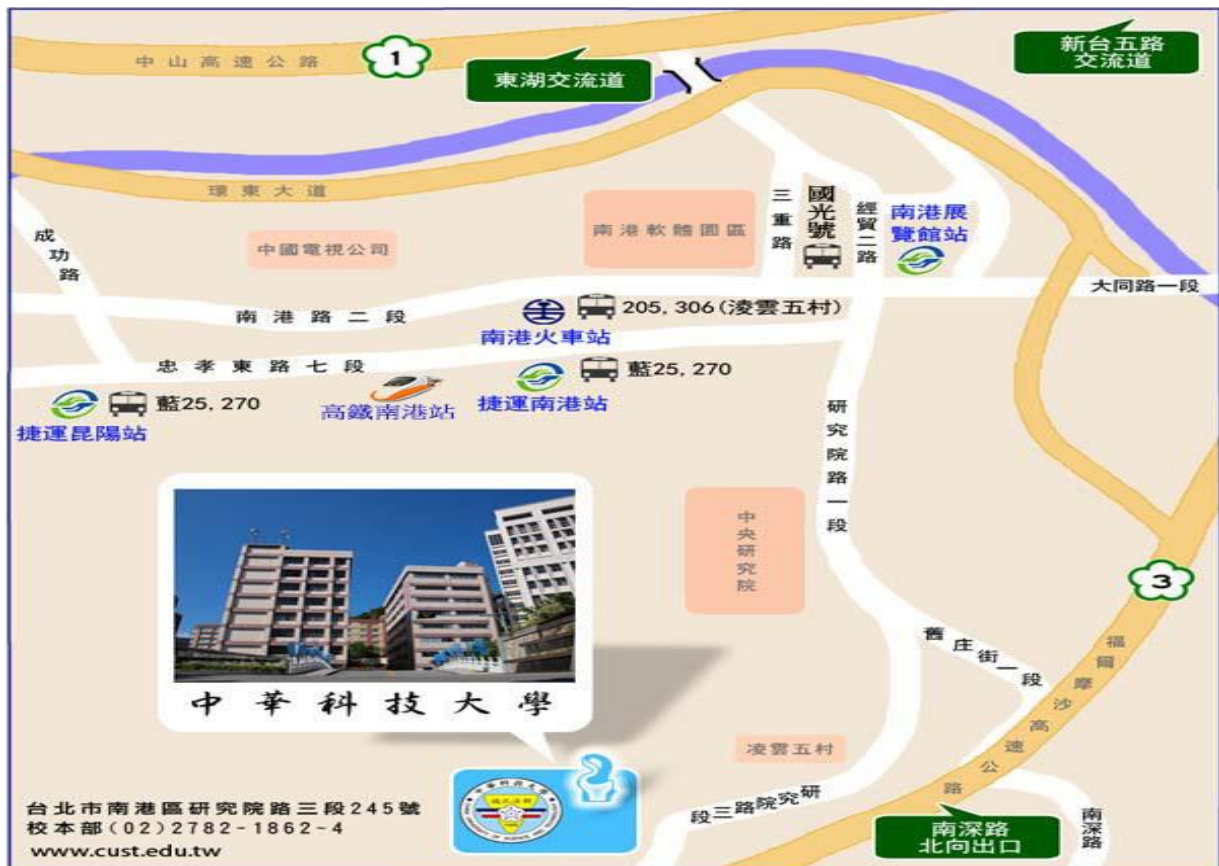 新台五路
交流道
中山高速公路
1
東湖交流道
環東大道
成功路
中國電視公司
南港軟體園區
三重路
國光號
經貿二路
南港展
覽館站
大同路一段
南港路二段
205, 306 (淩雲五村)
南港火車站
忠孝東路七段
藍25, 270
捷運昆陽站
高鐵南港站
藍25, 270
捷運南港站
研究院路一段
中央研究院
3
舊庄街一段
福爾摩沙高速公路
中華科技大學
凌雲五村
研究院路三段
南深路
北向出口
南深路
台北市南港區研究院路三段245號
校本部(02)2782-1862-4
www.cust.edu.tw